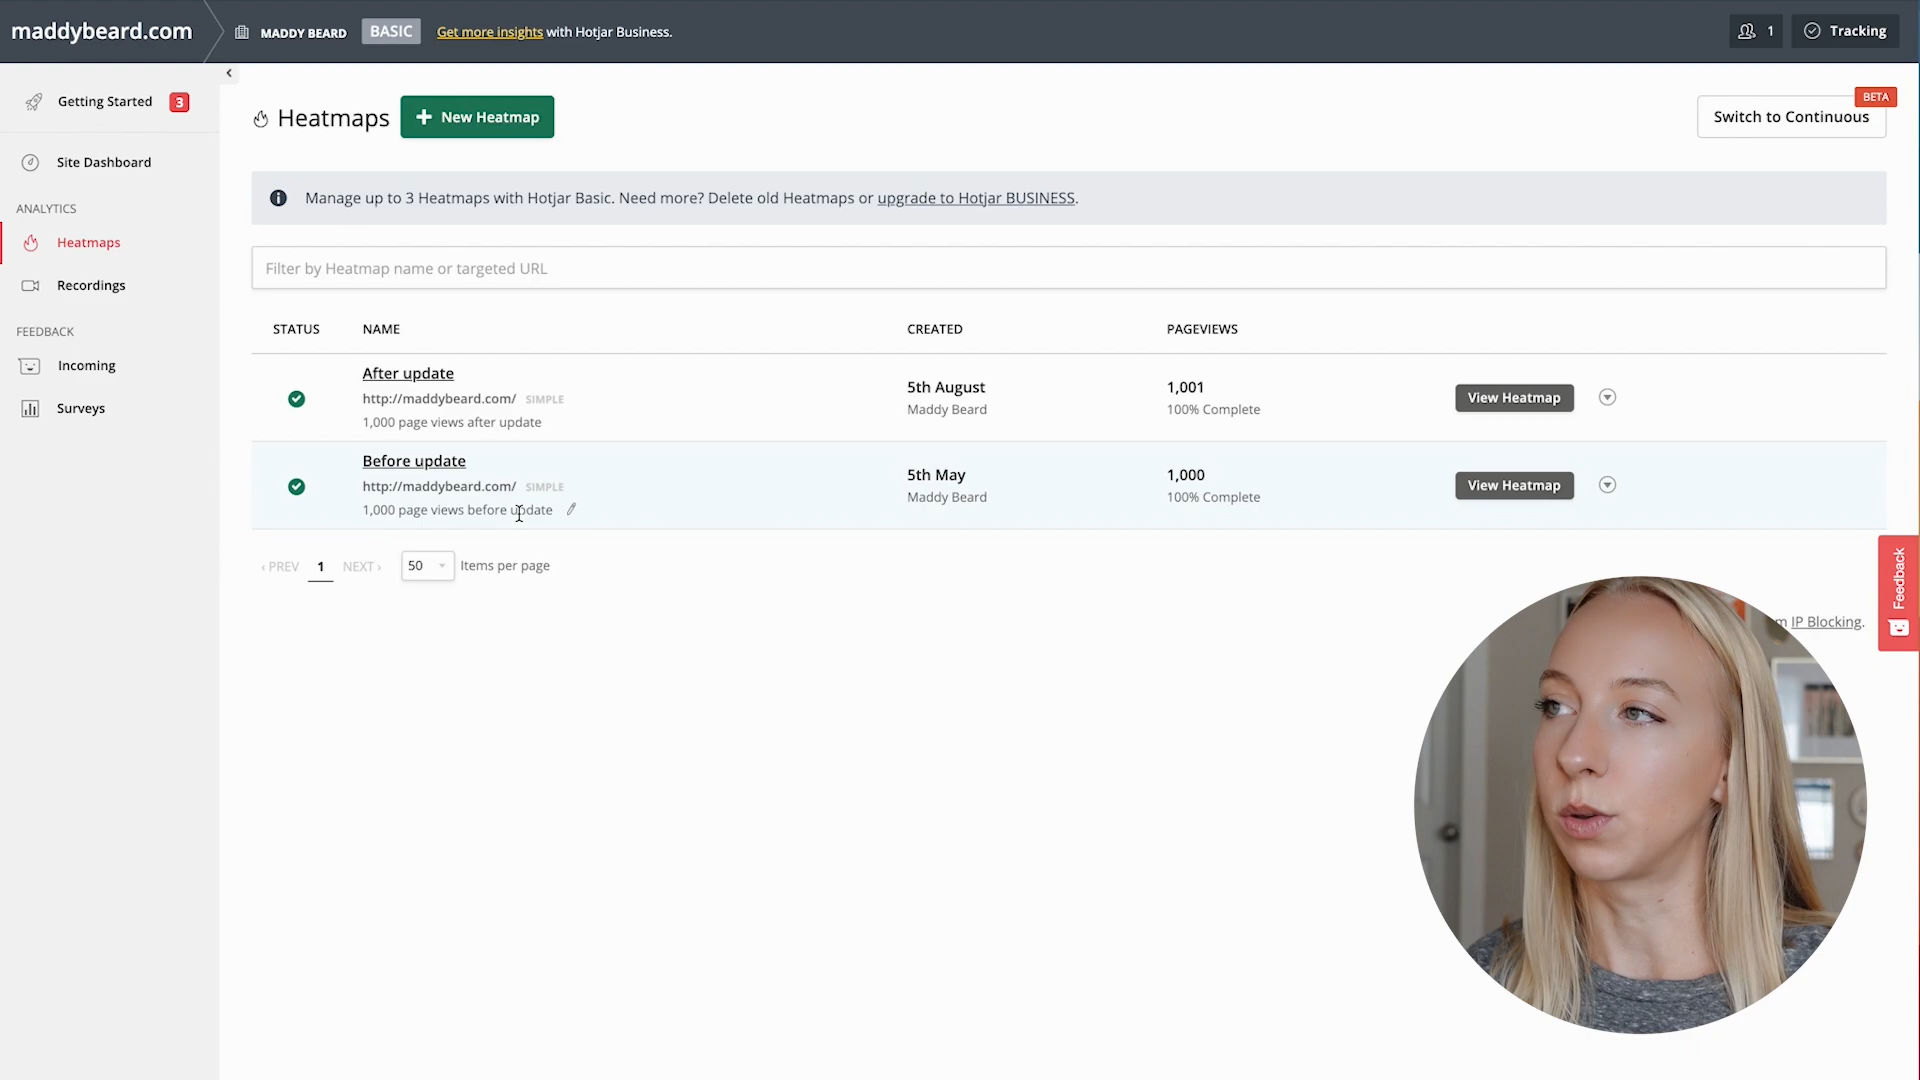 maddybeard.com MADDY BEARD BASIC Get more insights with Hotjar Business. 1 Tracking
Getting Started 3
Site Dashboard
ANALYTICS
Heatmaps
Recordings
FEEDBACK
Incoming
Surveys
Heatmaps + New Heatmap
BETA
Switch to Continuous
Manage up to 3 Heatmaps with Hotjar Basic. Need more? Delete old Heatmaps or upgrade to Hotjar BUSINESS.
Filter by Heatmap name or targeted URL
STATUS NAME CREATED PAGEVIEWS
After update
http://maddybeard.com/ SIMPLE
1,000 page views after update
5th August
Maddy Beard
1,001
100% Complete
View Heatmap
Before update
http://maddybeard.com/ SIMPLE
1,000 page views before update
5th May
Maddy Beard
1,000
100% Complete
View Heatmap
‹ PREV 1 NEXT › 50 Items per page
IP Blocking.
Feedback